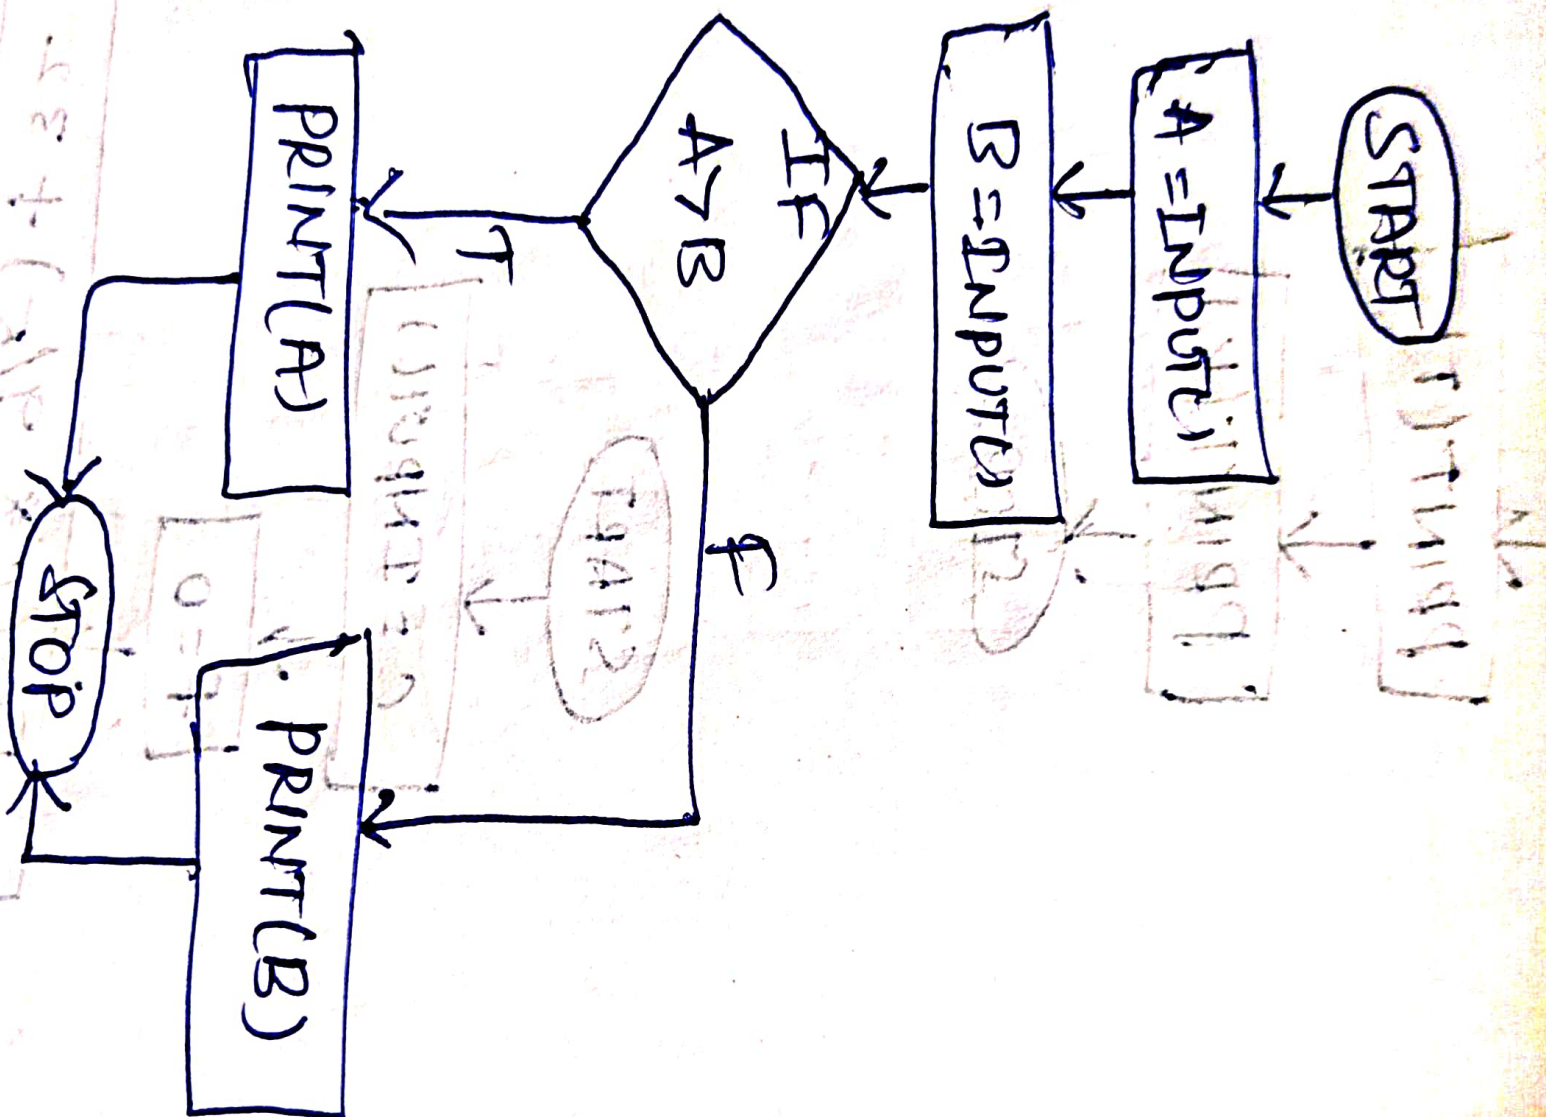 START
A=INPUT()
B=INPUT()
IF
A>B
T
F
PRINT(A)
PRINT(B)
STOP